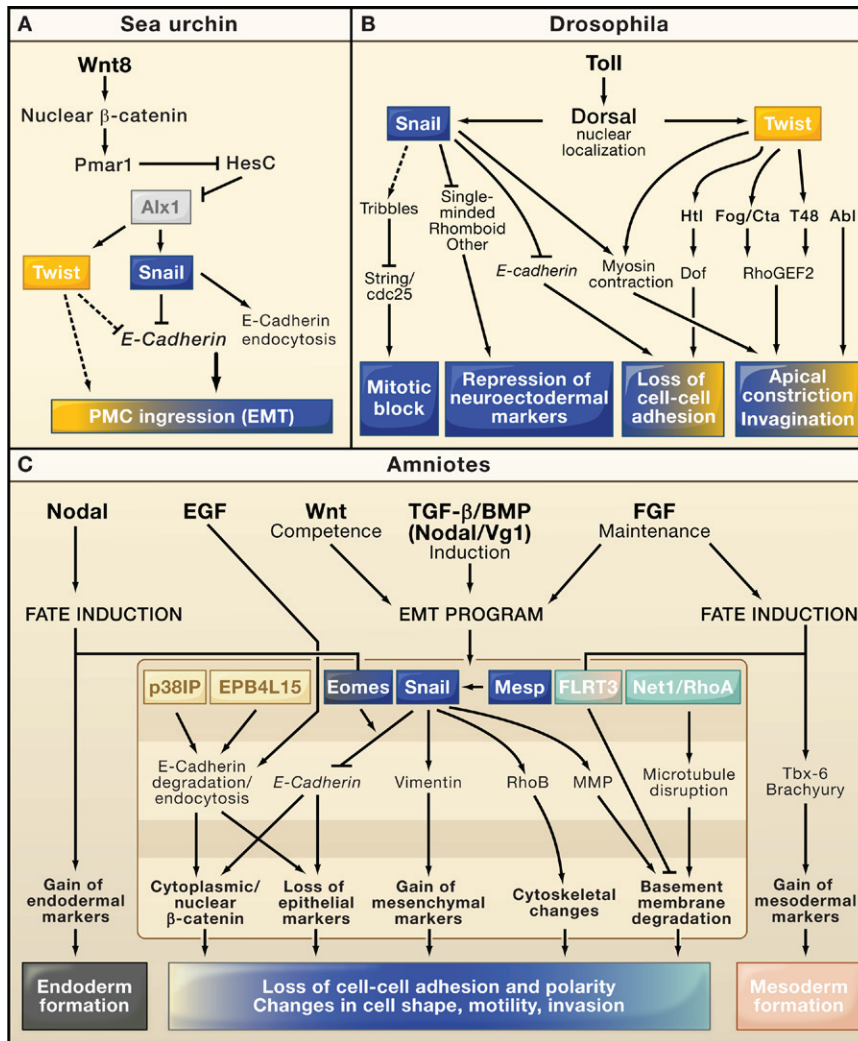 A Sea urchin
Wnt8
Nuclear β-catenin
Pmar1 HesC
Alx1
Twist Snail
E-Cadherin
E-Cadherin
endocytosis
PMC ingression (EMT)
B Drosophila
Toll
Snail Dorsal Twist
nuclear
localization
Tribbles Single-
minded
Rhomboid
Other
Htl Fog/Cta T48 Abl
String/
cdc25
E-cadherin Myosin
contraction
Dof RhoGEF2
Mitotic
block
Repression of
neuroectodermal
markers
Loss of
cell-cell
adhesion
Apical
constriction
Invagination
C Amniotes
Nodal EGF Wnt
Competence
TGF-β/BMP
(Nodal/Vg1)
Induction
FGF
Maintenance
FATE INDUCTION EMT PROGRAM FATE INDUCTION
p38IP EPB4L15 Eomes Snail Mesp FLRT3 Net1/RhoA
E-Cadherin
degradation/
endocytosis
E-Cadherin Vimentin RhoB MMP Microtubule
disruption
Tbx-6
Brachyury
Gain of
endodermal
markers
Cytoplasmic/
nuclear
β-catenin
Loss of
epithelial
markers
Gain of
mesenchymal
markers
Cytoskeletal
changes
Basement
membrane
degradation
Gain of
mesodermal
markers
Endoderm
formation
Loss of cell-cell adhesion and polarity
Changes in cell shape, motility, invasion
Mesoderm
formation